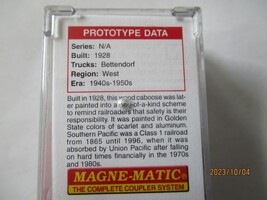 PROTOTYPE DATA
Series: N/A
Built: 1928
Trucks: Bettendorf
Region: West
Era: 1940s-1950s
Built in 1928, this wood caboose was lat-
er painted into a one-of-a-kind scheme
to remind railroaders that safety is their
responsibility. It was painted in Golden
State colors of scarlet and aluminum.
Southern Pacific was a Class 1 railroad
from 1865 until 1996, when it was
absorbed by Union Pacific after falling
on hard times financially in the 1970s
and 1980s.
MAGNE-MATIC®
THE COMPLETE COUPLER SYSTEM
2023/10/04